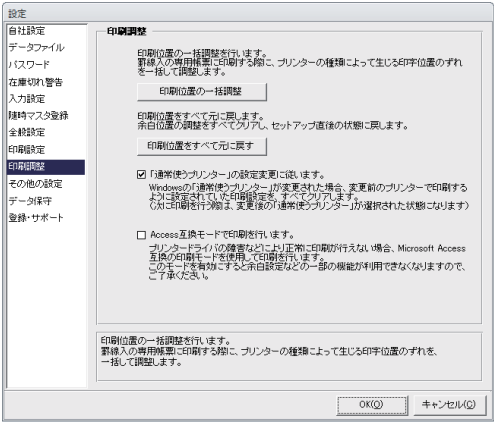 設定
自社設定
データファイル
パスワード
在庫切れ警告
入力設定
随時マスタ登録
全般設定
印刷設定
印刷調整
その他の設定
データ保守
登録・サポート
印刷調整
印刷位置の一括調整を行います。
罫線入の専用帳票に印刷する際に、プリンターの種類によって生じる印字位置のずれ
を一括して調整します。
印刷位置の一括調整
印刷位置をすべて元に戻します。
余白位置の調整をすべてクリアし、セットアップ直後の状態に戻します。
印刷位置をすべて元に戻す
「通常使うプリンター」の設定変更に従います。
Windowsの「通常使うプリンター」が変更された場合、変更前のプリンターで印刷する
ように設定されていた印刷設定を、すべてクリアします。
(次に印刷を行う際は、変更後の「通常使うプリンター」が選択された状態になります)
Access互換モードで印刷を行います。
プリンタードライバの障害などにより正常に印刷が行えない場合、Microsoft Access
互換の印刷モードを使用して印刷を行います。
このモードを有効にすると余白設定などの一部の機能が利用できなくなりますので、
ご了承ください。
印刷位置の一括調整を行います。
罫線入の専用帳票に印刷する際に、プリンターの種類によって生じる印字位置のずれを、
一括して調整します。
OK(O)
キャンセル(C)